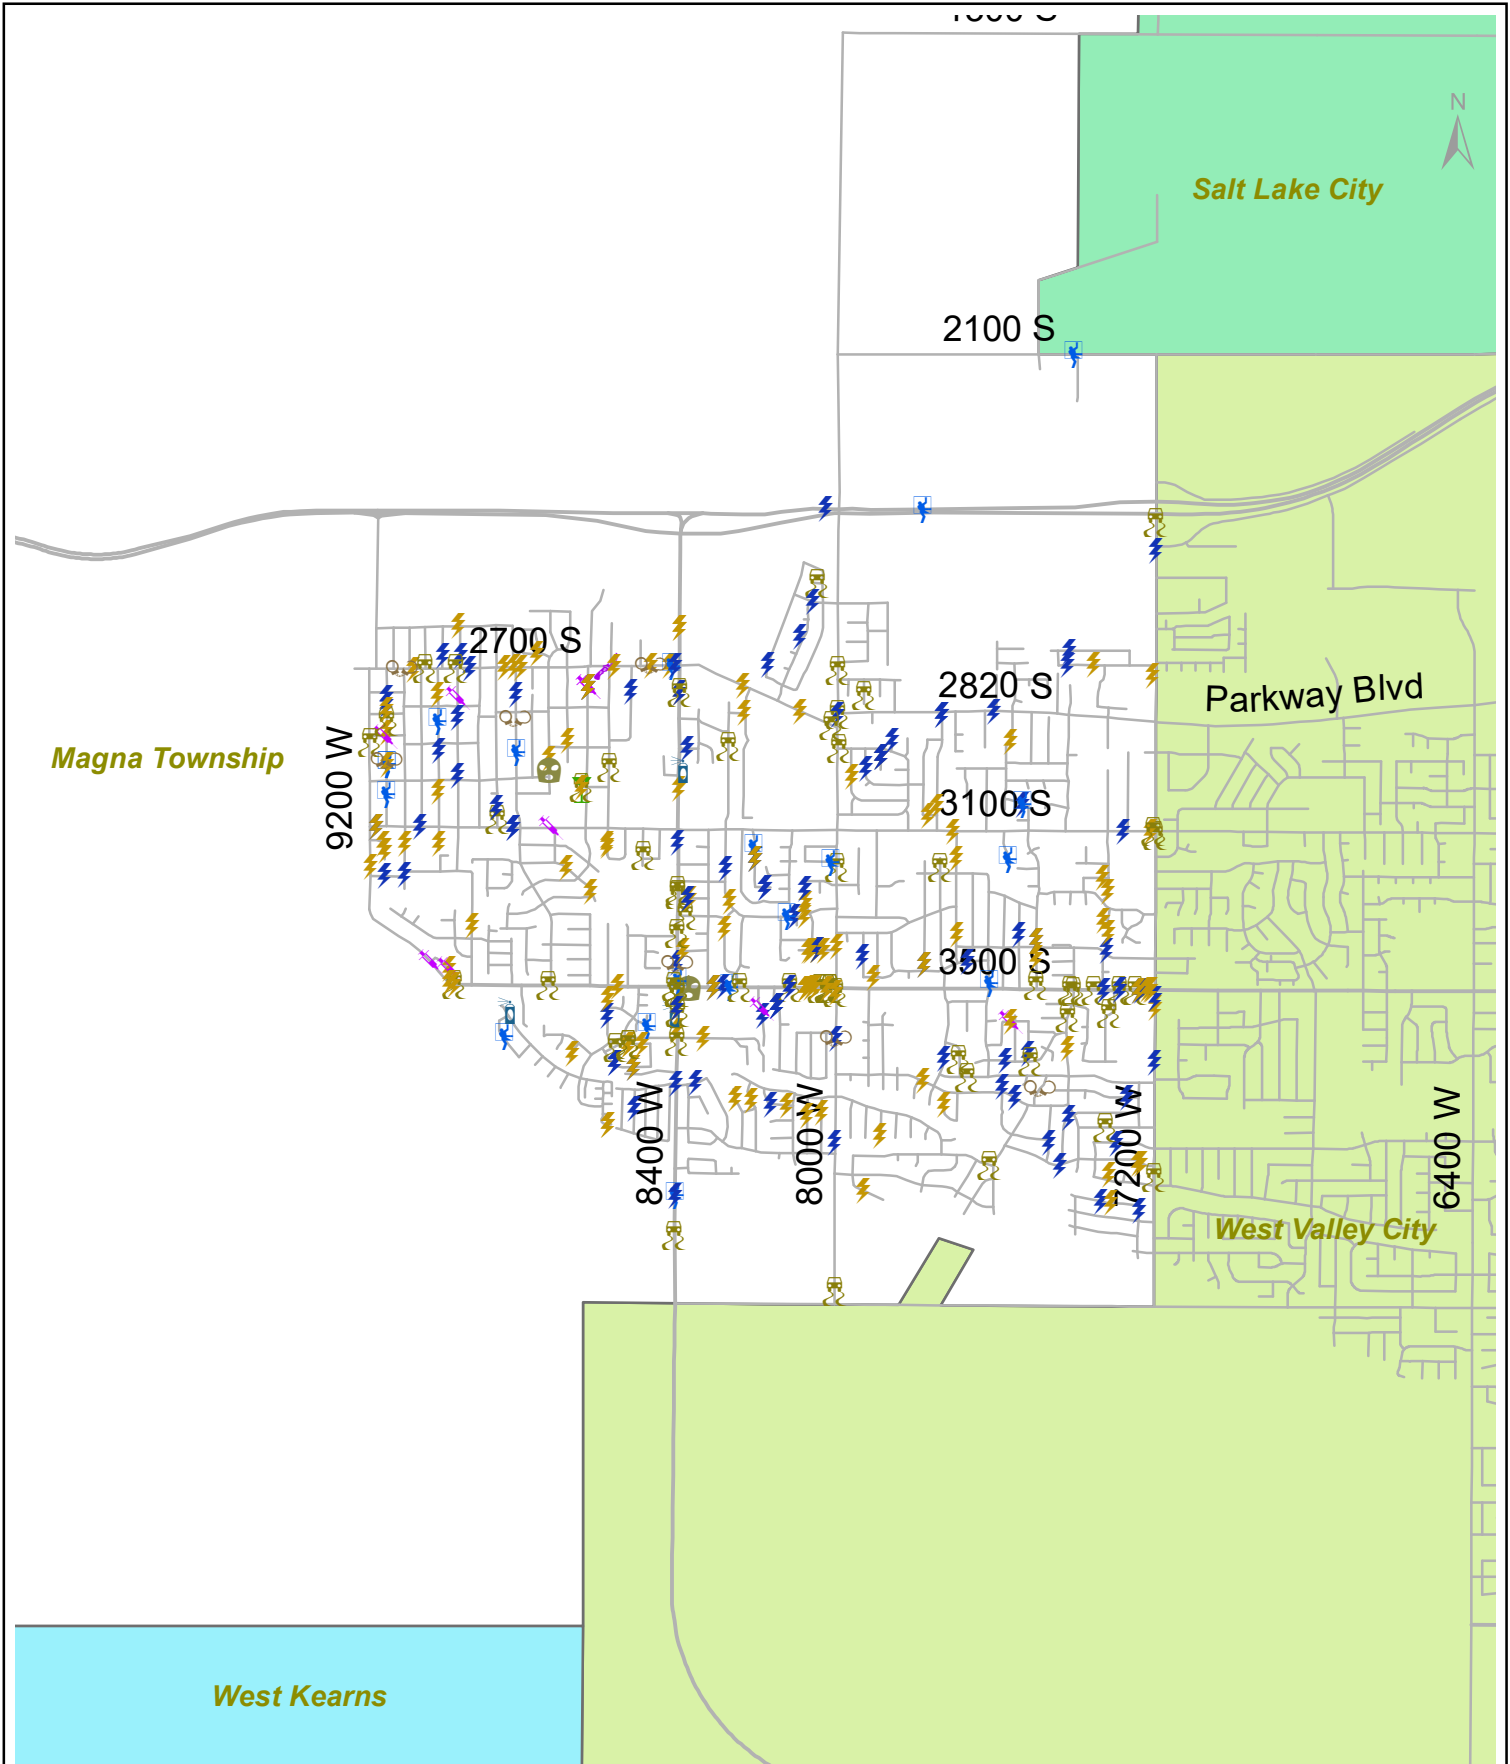 N
Salt Lake City
2100 S
2700 S
2820 S
Parkway Blvd
Magna Township
9200 W
3100 S
3500 S
8400 W
8000 W
7200 W
6400 W
West Valley City
West Kearns